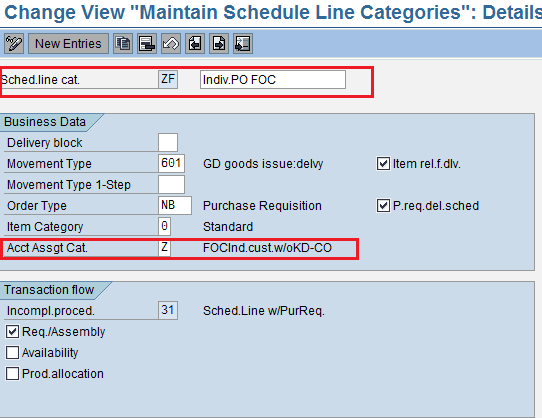 Change View "Maintain Schedule Line Categories": Details
New Entries
Sched.line cat. ZF Indiv.PO FOC
Business Data
Delivery block
Movement Type 601 GD goods issue:delvy Item rel.f.dlv.
Movement Type 1-Step
Order Type NB Purchase Requisition P.req.del.sched
Item Category 0 Standard
Acct Assgt Cat. Z FOCInd.cust.w/oKD-CO
Transaction flow
Incompl.proced. 31 Sched.Line w/PurReq.
Req./Assembly
Availability
Prod.allocation